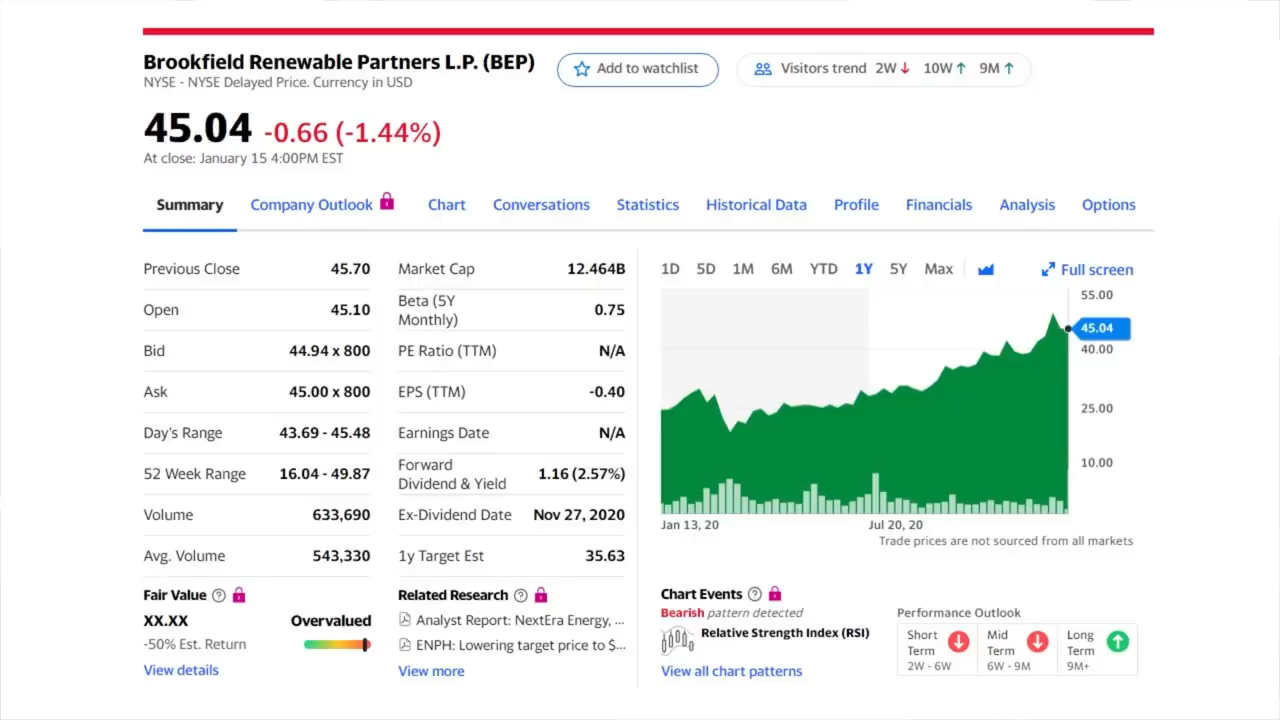 Brookfield Renewable Partners L.P. (BEP)
NYSE - NYSE Delayed Price. Currency in USD
Add to watchlist
Visitors trend 2W↓ 10W↑ 9M↑
45.04 -0.66 (-1.44%)
At close: January 15 4:00PM EST
Summary Company Outlook Chart Conversations Statistics Historical Data Profile Financials Analysis Options
Previous Close 45.70
Open 45.10
Bid 44.94 x 800
Ask 45.00 x 800
Day's Range 43.69 - 45.48
52 Week Range 16.04 - 49.87
Volume 633,690
Avg. Volume 543,330
Market Cap 12.464B
Beta (5Y
Monthly) 0.75
PE Ratio (TTM) N/A
EPS (TTM) -0.40
Earnings Date N/A
Forward
Dividend & Yield 1.16 (2.57%)
Ex-Dividend Date Nov 27, 2020
1y Target Est 35.63
1D 5D 1M 6M YTD 1Y 5Y Max Full screen
55.00
45.04
40.00
25.00
10.00
Jan 13, 20 Jul 20, 20
Trade prices are not sourced from all markets
Fair Value
XX.XX Overvalued
-50% Est. Return
View details
Related Research
Analyst Report: NextEra Energy, ...
ENPH: Lowering target price to $...
View more
Chart Events
Bearish pattern detected
Relative Strength Index (RSI)
View all chart patterns
Performance Outlook
Short
Term
2W - 6W
Mid
Term
6W - 9M
Long
Term
9M+